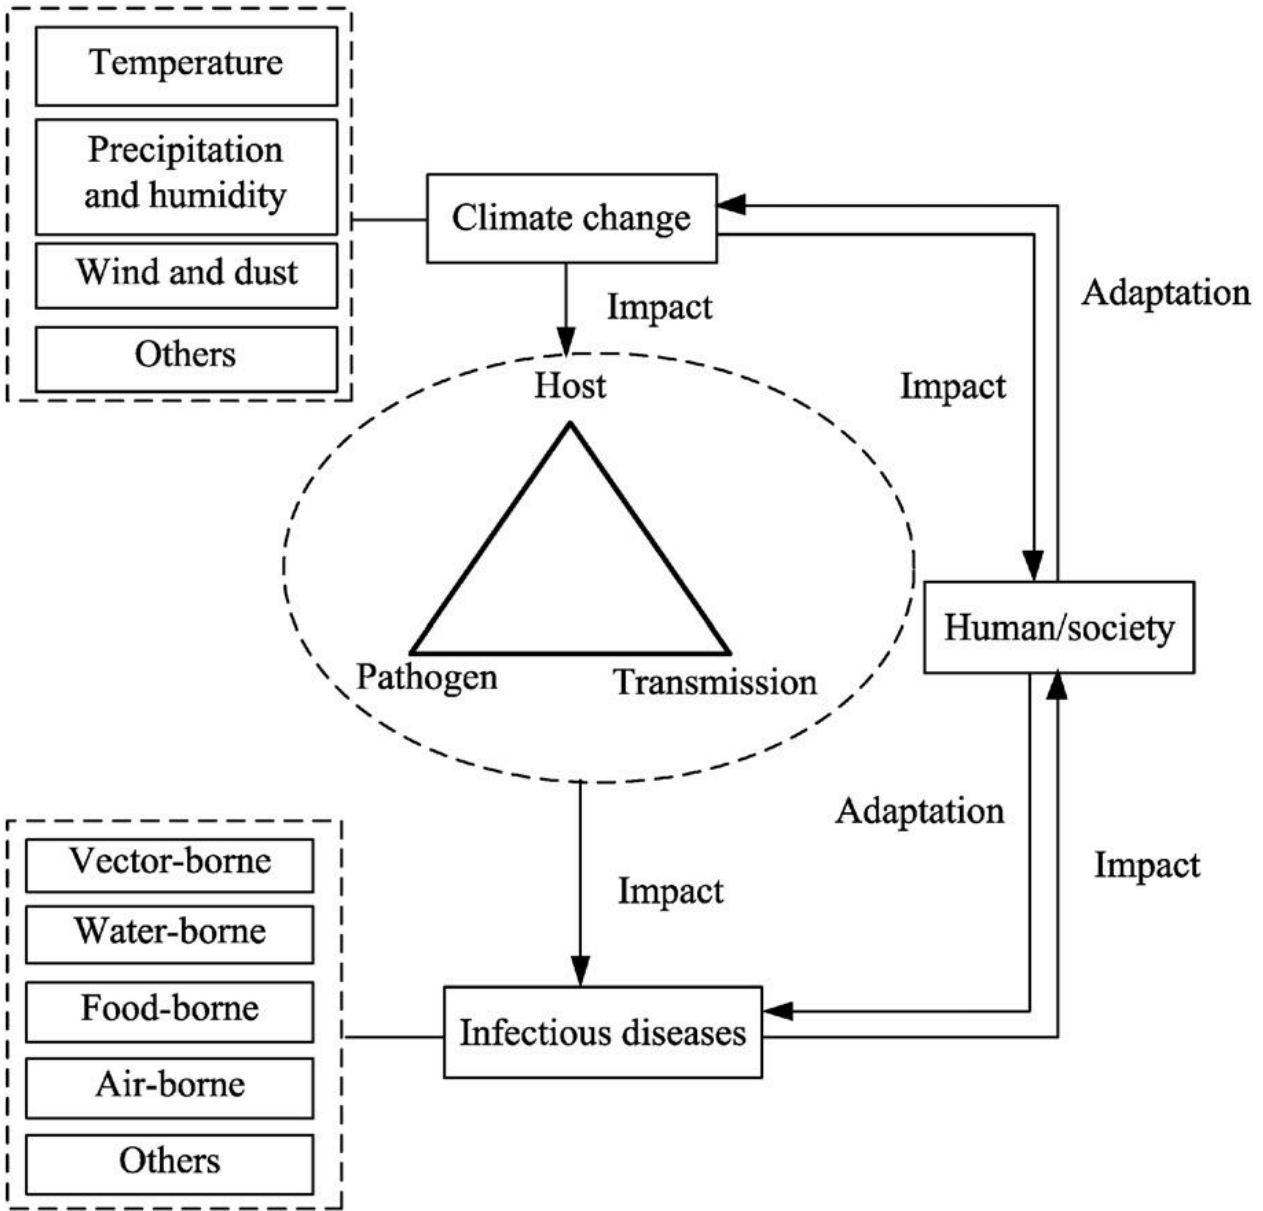 Temperature
Precipitation
and humidity
Wind and dust
Others
Climate change
Impact
Adaptation
Impact
Host
Pathogen
Transmission
Human/society
Adaptation
Impact
Impact
Vector-borne
Water-borne
Food-borne
Air-borne
Others
Infectious diseases